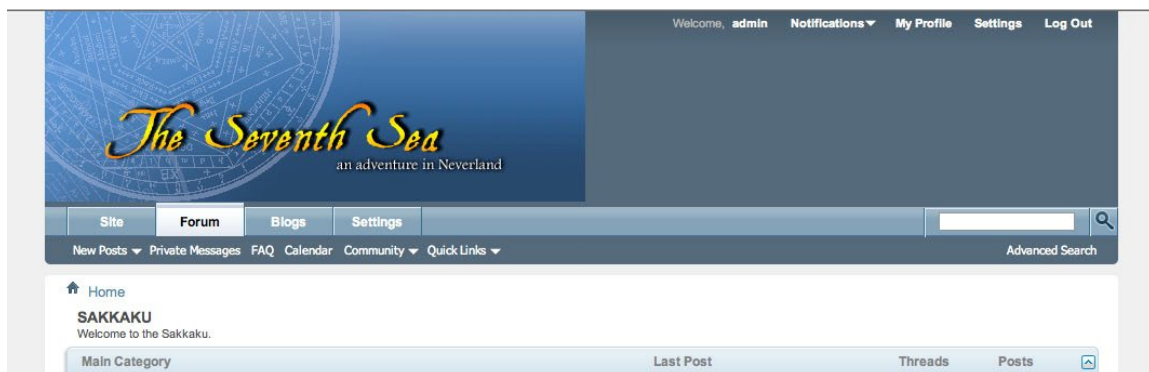 Welcome, admin Notifications My Profile Settings Log Out
The Seventh Sea
an adventure in Neverland
Site Forum Blogs Settings
New Posts Private Messages FAQ Calendar Community Quick Links Advanced Search
Home
SAKKAKU
Welcome to the Sakkaku.
Main Category Last Post Threads Posts